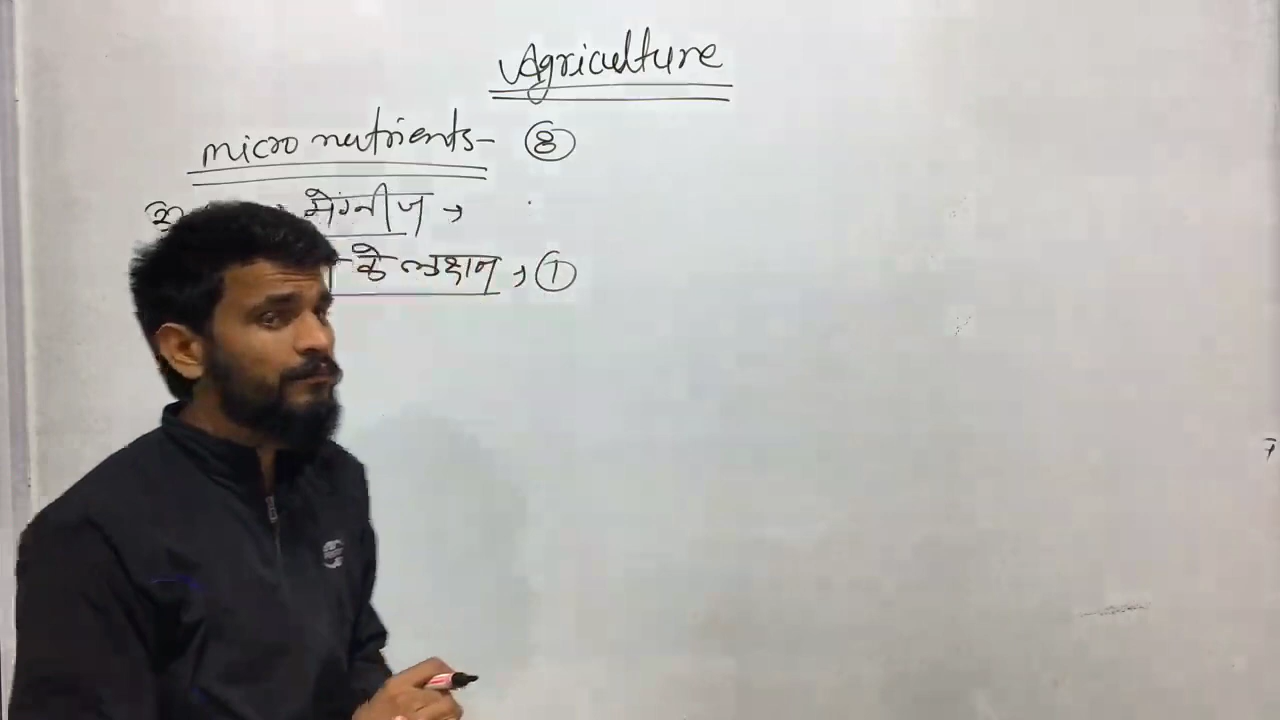 Agriculture
micro nutrients- ⑧
मैंगनीज →
के लक्षण, ①